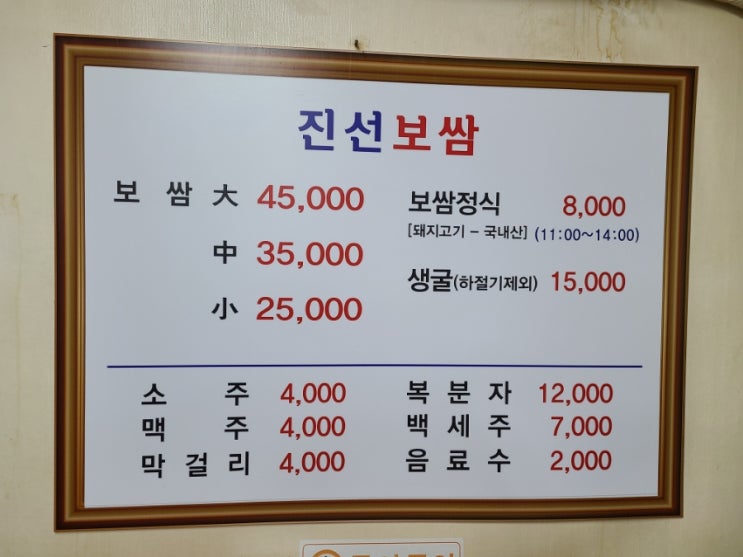 진선보쌈
보 쌈 大 45,000
中 35,000
小 25,000
보쌈정식 8,000
[돼지고기 - 국내산] (11:00~14:00)
생굴(하절기제외) 15,000
소 주 4,000
맥 주 4,000
막 걸 리 4,000
복 분 자 12,000
백 세 주 7,000
음 료 수 2,000